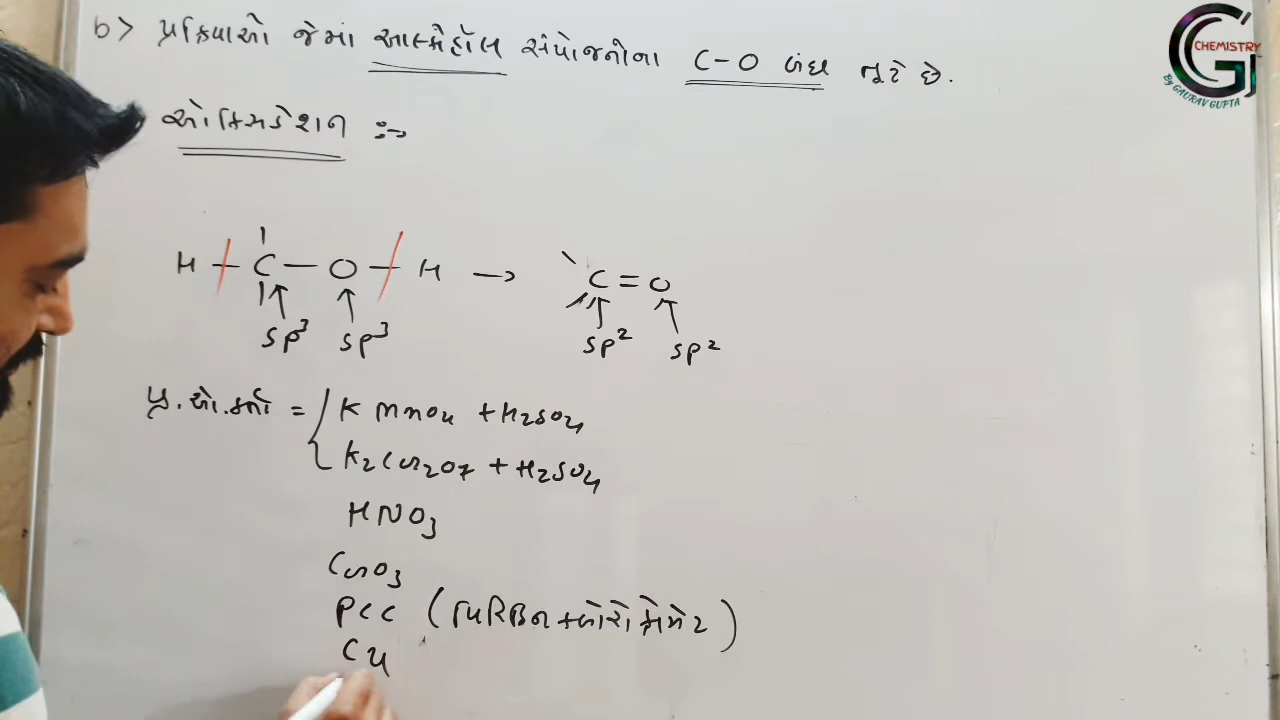 b> પ્રક્રિયાઓ જેમાં આલ્કોહૉલ સંયોજનોના C-O બંધ તૂટે છે.
CHEMISTRY
By GAURAV GUPTA
ઓક્સિડેશન :→
H — C — O — H → C = O
sp³ sp³ sp² sp²
પ્ર.ઓ.કર્તા = { KMnO4 + H2SO4
K2Cr2O7 + H2SO4
HNO3
CrO3
PCC (પિરિડિન + ક્લોરોક્રોમેટ)
Cu